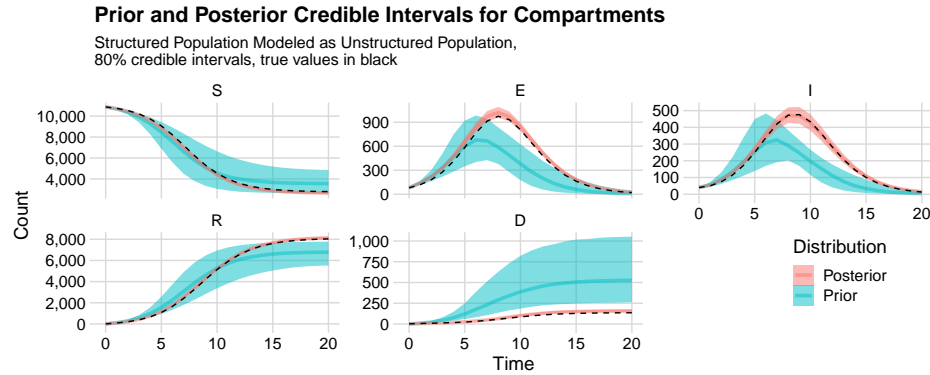 Prior and Posterior Credible Intervals for Compartments
Structured Population Modeled as Unstructured Population,
80% credible intervals, true values in black
S
E
I
10,000
8,000
6,000
4,000
900
600
300
0
500
400
300
200
100
0
0 5 10 15 20
Count
R
D
8,000
6,000
4,000
2,000
0
0 5 10 15 20
1,000
750
500
250
0
0 5 10 15 20
Time
Distribution
Posterior
Prior